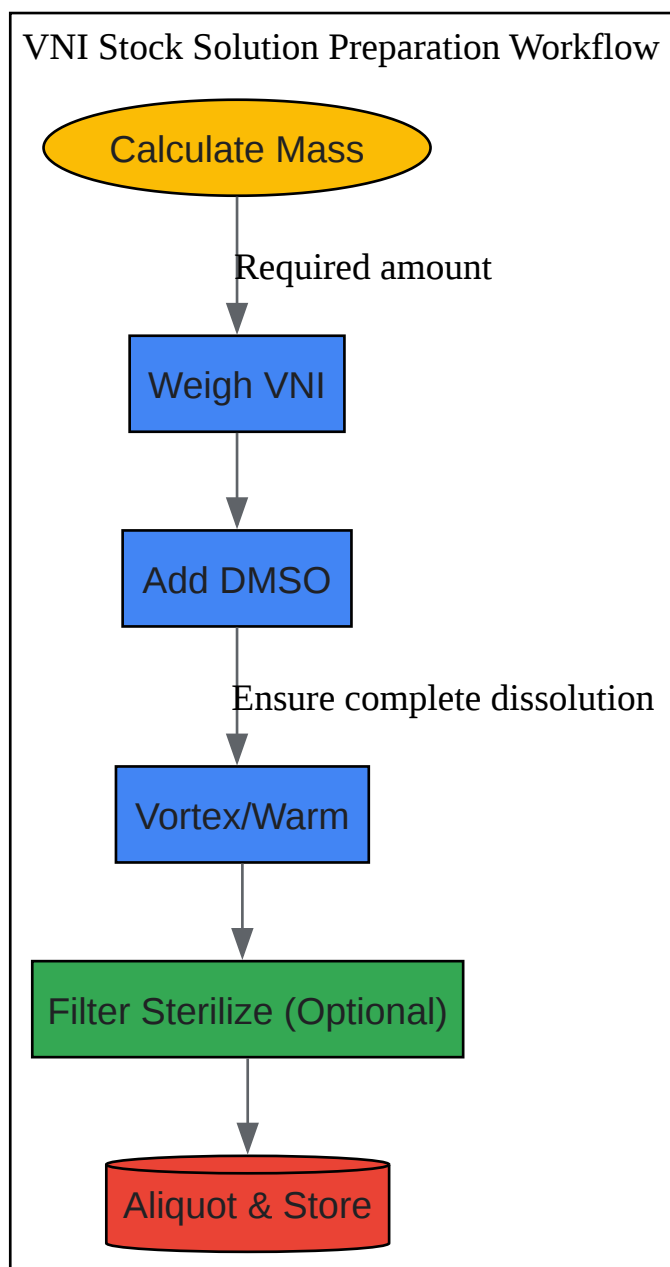 VNI Stock Solution Preparation Workflow
Calculate Mass
Required amount
Weigh VNI
Add DMSO
Ensure complete dissolution
Vortex/Warm
Filter Sterilize (Optional)
Aliquot & Store